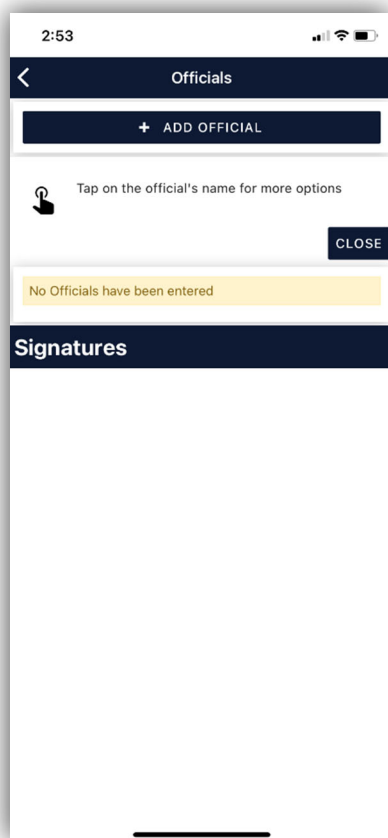 2:53
Officials
+ ADD OFFICIAL
Tap on the official's name for more options
CLOSE
No Officials have been entered
Signatures